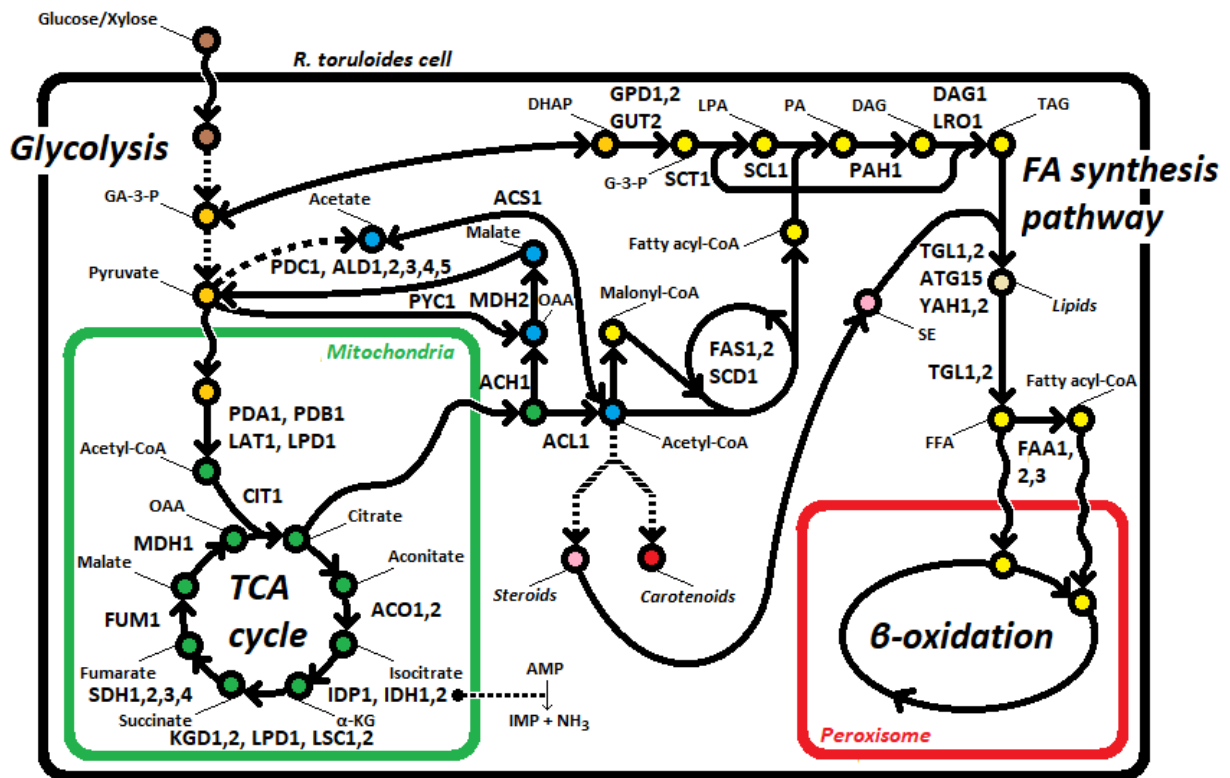 Glucose/Xylose
R. toruloides cell
Glycolysis
GA-3-P
Pyruvate
DHAP
GPD1,2
GUT2
G-3-P
SCT1
LPA
SCL1
PA
PAH1
DAG
DAG1
LRO1
TAG
FA synthesis
pathway
Acetate
ACS1
PDC1, ALD1,2,3,4,5
Malate
PYC1
MDH2
OAA
Malonyl-CoA
Fatty acyl-CoA
FAS1,2
SCD1
SE
TGL1,2
ATG15
YAH1,2
Lipids
TGL1,2
Fatty acyl-CoA
FFA
FAA1,
2,3
Mitochondria
PDA1, PDB1
LAT1, LPD1
Acetyl-CoA
CIT1
ACH1
ACL1
Acetyl-CoA
OAA
Citrate
MDH1
Malate
Aconitate
TCA
cycle
ACO1,2
FUM1
Fumarate
Isocitrate
SDH1,2,3,4
IDP1, IDH1,2
Succinate
α-KG
KGD1,2, LPD1, LSC1,2
AMP
IMP + NH₃
Steroids
Carotenoids
β-oxidation
Peroxisome